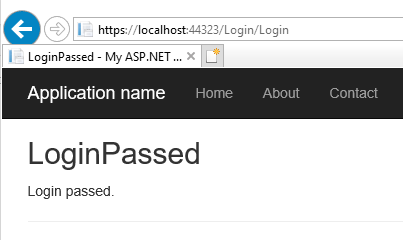 https://localhost:44323/Login/Login
LoginPassed - My ASP.NET ...
Application name Home About Contact
LoginPassed
Login passed.